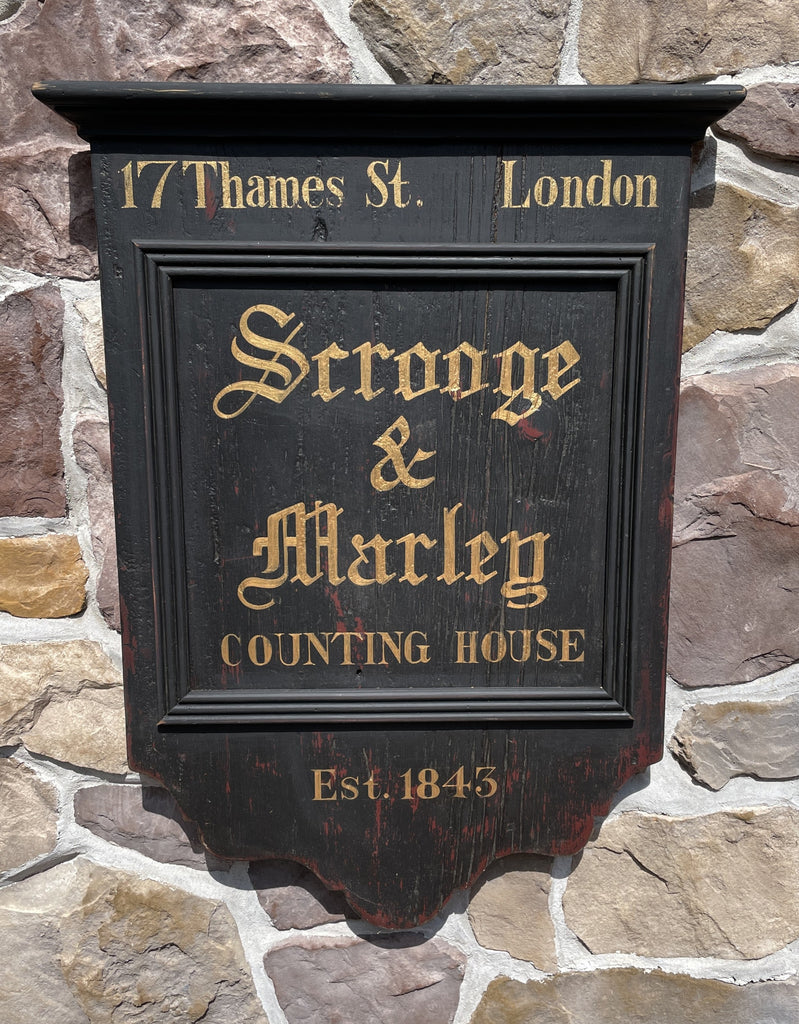 17 Thames St. London
Scrooge
&
Marley
COUNTING HOUSE
Est. 1843